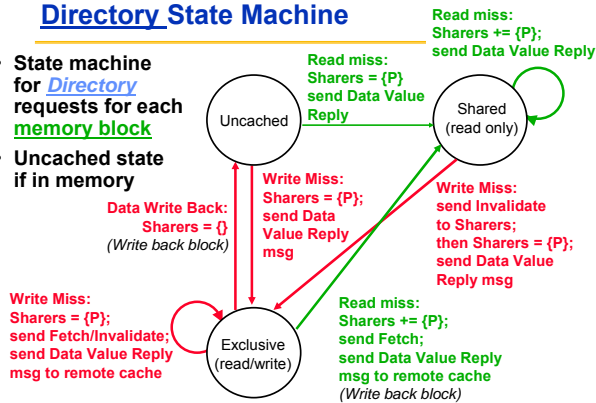 Directory State Machine
• State machine
for Directory
requests for each
memory block
• Uncached state
if in memory
Read miss:
Sharers = {P}
send Data Value
Reply
Read miss:
Sharers += {P};
send Data Value Reply
Uncached
Shared
(read only)
Data Write Back:
Sharers = {}
(Write back block)
Write Miss:
Sharers = {P};
send Data
Value Reply
msg
Write Miss:
send Invalidate
to Sharers;
then Sharers = {P};
send Data Value
Reply msg
Write Miss:
Sharers = {P};
send Fetch/Invalidate;
send Data Value Reply
msg to remote cache
Exclusive
(read/write)
Read miss:
Sharers += {P};
send Fetch;
send Data Value Reply
msg to remote cache
(Write back block)